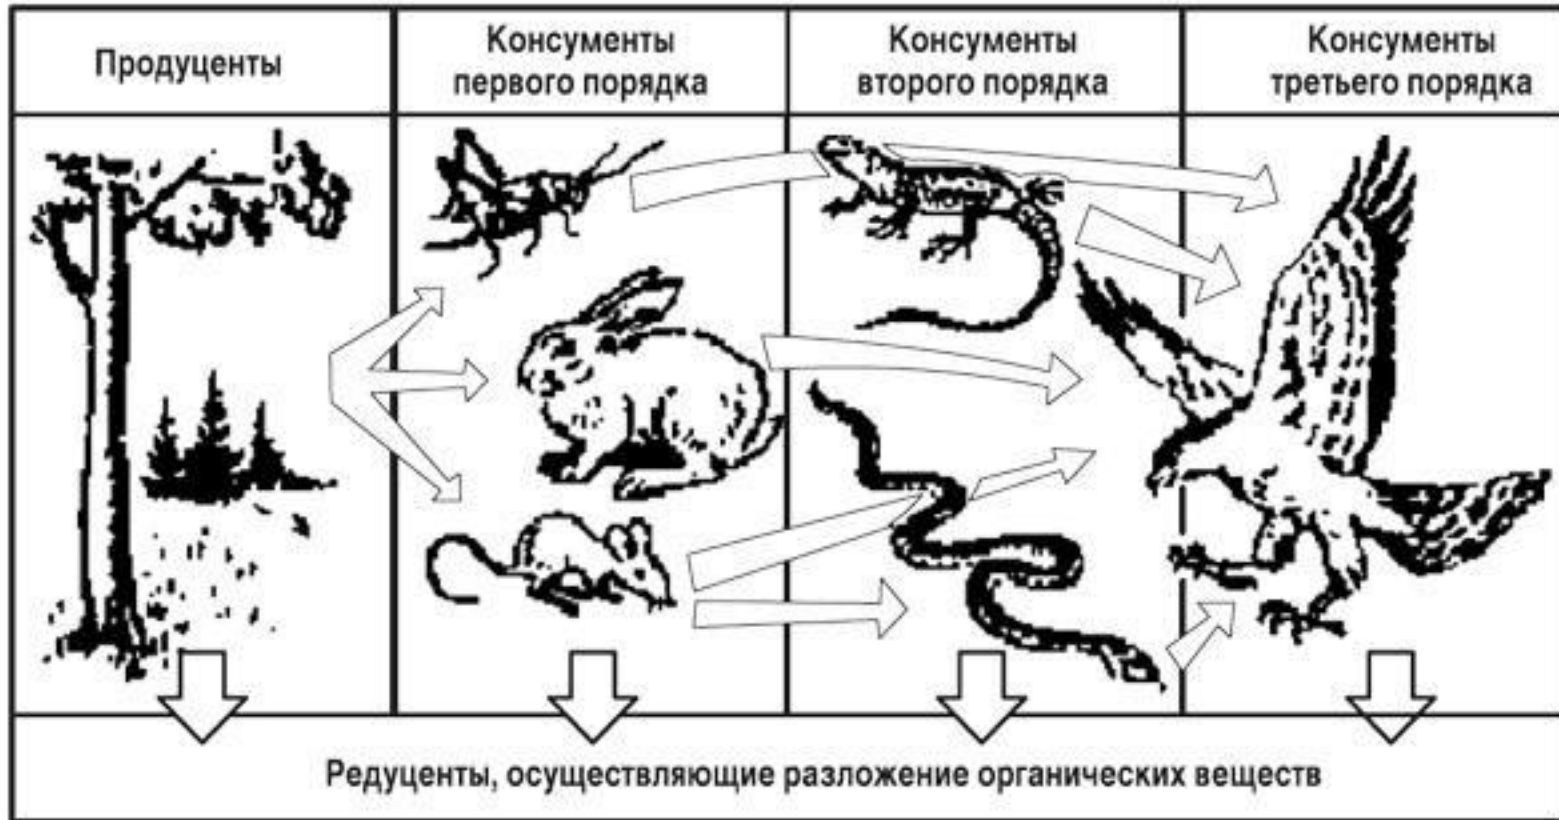 Продуценты
Консументы
первого порядка
Консументы
второго порядка
Консументы
третьего порядка
Редуценты, осуществляющие разложение органических веществ